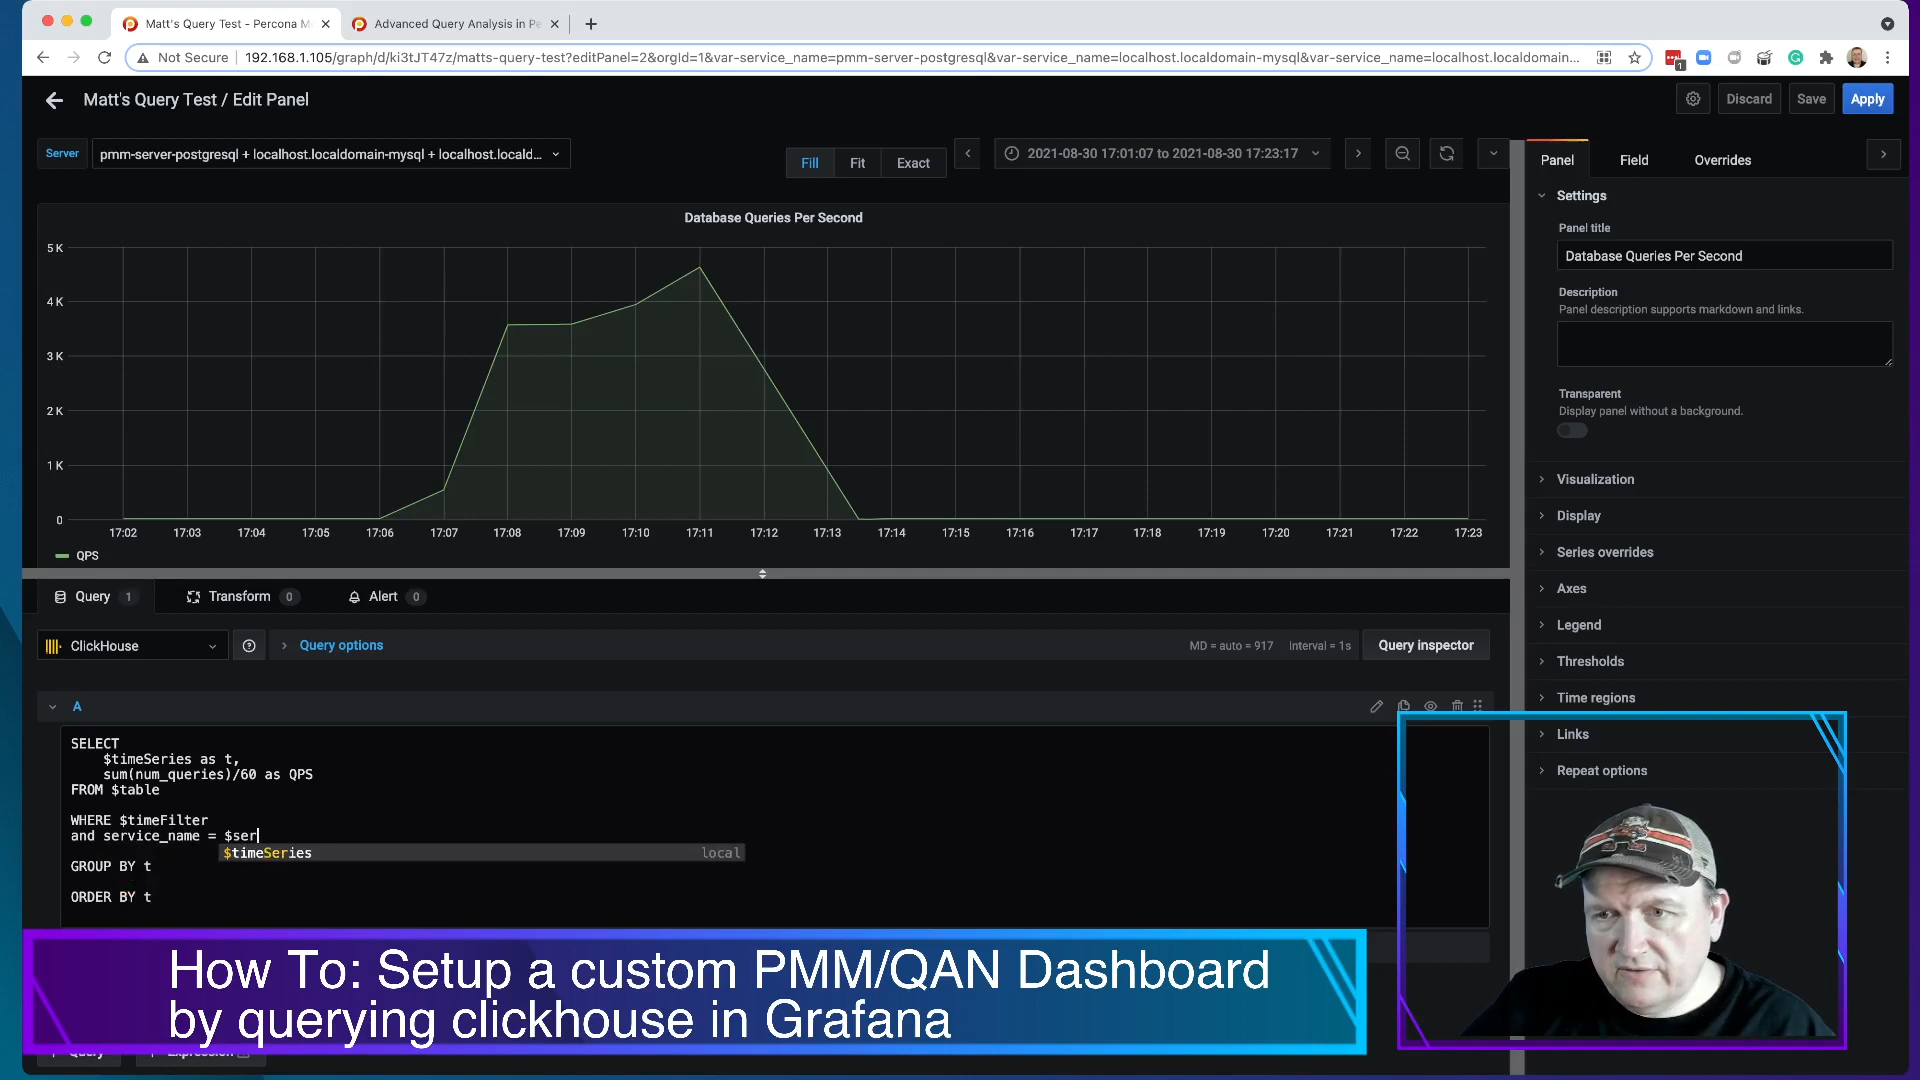 Matt's Query Test - Percona M
Advanced Query Analysis in Pe
Not Secure
192.168.1.105/graph/d/ki3tJT47z/matts-query-test?editPanel=2&orgId=1&var-service_name=pmm-server-postgresql&var-service_name=localhost.localdomain-mysql&var-service_name=localhost.localdomain...
1
Matt's Query Test / Edit Panel
Discard
Save
Apply
Server
pmm-server-postgresql + localhost.localdomain-mysql + localhost.locald...
Fill
Fit
Exact
2021-08-30 17:01:07 to 2021-08-30 17:23:17
Panel
Field
Overrides
Settings
Panel title
Database Queries Per Second
Description
Panel description supports markdown and links.
Transparent
Display panel without a background.
Visualization
Display
Series overrides
Axes
Legend
Thresholds
Time regions
Links
Repeat options
Database Queries Per Second
5 K
4 K
3 K
2 K
1 K
0
17:02 17:03 17:04 17:05 17:06 17:07 17:08 17:09 17:10 17:11 17:12 17:13 17:14 17:15 17:16 17:17 17:18 17:19 17:20 17:21 17:22 17:23
QPS
Query 1
Transform 0
Alert 0
ClickHouse
Query options
MD = auto = 917
Interval = 1s
Query inspector
A
SELECT
$timeSeries as t,
sum(num_queries)/60 as QPS
FROM $table
WHERE $timeFilter
and service_name = $ser
$timeSeries local
GROUP BY t
ORDER BY t
How To: Setup a custom PMM/QAN Dashboard
by querying clickhouse in Grafana
Query
Expression